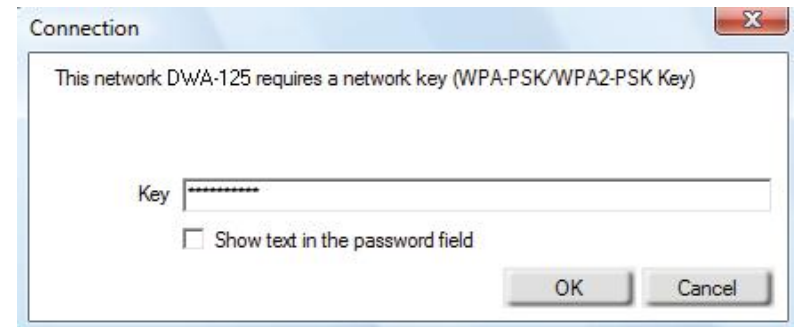 Connection
This network DWA-125 requires a network key (WPA-PSK/WPA2-PSK Key)
Key **********
Show text in the password field
OK Cancel